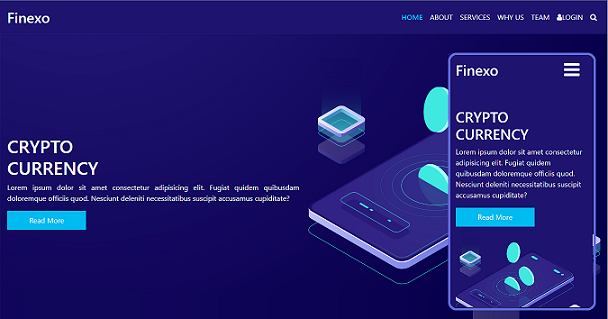 Finexo
HOME ABOUT SERVICES WHY US TEAM LOGIN
CRYPTO
CURRENCY
Lorem ipsum dolor sit amet consectetur adipisicing elit. Fugiat quidem quibusdam
doloremque officiis quod. Nesciunt deleniti necessitatibus suscipit accusamus cupiditate?
Read More
Finexo
CRYPTO
CURRENCY
Lorem ipsum dolor sit amet
consectetur adipisicing elit.
Fugiat quidem quibusdam
doloremque officiis quod.
Nesciunt deleniti
necessitatibus suscipit
accusamus cupiditate?
Read More